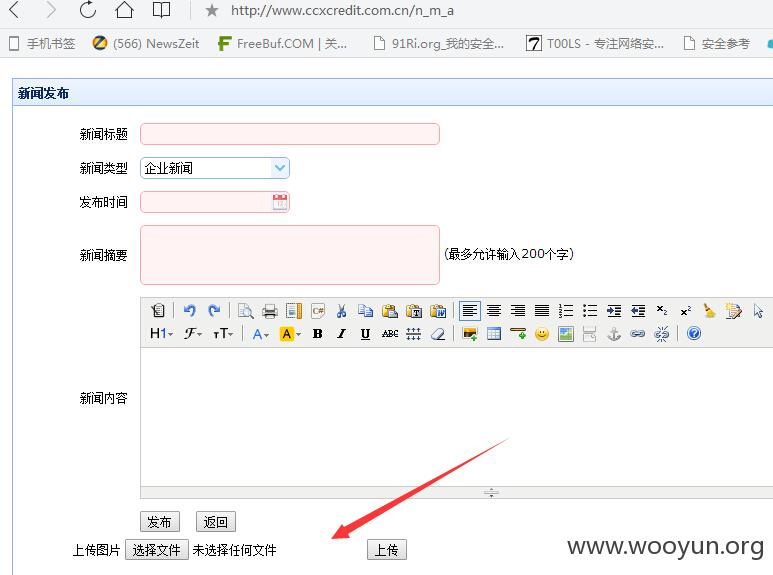 http://www.ccxcredit.com.cn/n_m_a
手机书签 (566) NewsZeit FreeBuf.COM | 关... 91Ri.org_我的安全... T00LS - 专注网络安... 安全参考
新闻发布
新闻标题
新闻类型 企业新闻
发布时间
新闻摘要 (最多允许输入200个字)
H1 F тT A A B I U ABC
新闻内容
发布 返回
上传图片 选择文件 未选择任何文件 上传
www.wooyun.org